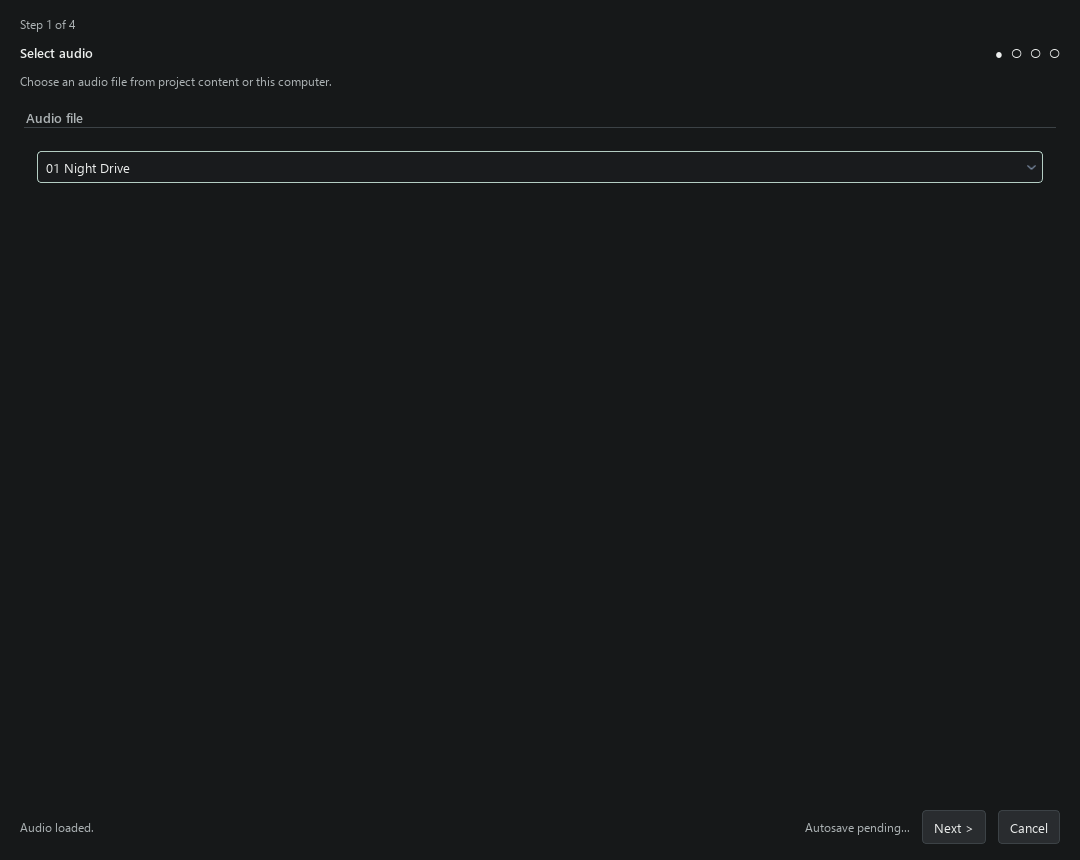 Step 1 of 4
Select audio
Choose an audio file from project content or this computer.
Audio file
01 Night Drive
Audio loaded.
Autosave pending...
Next >
Cancel